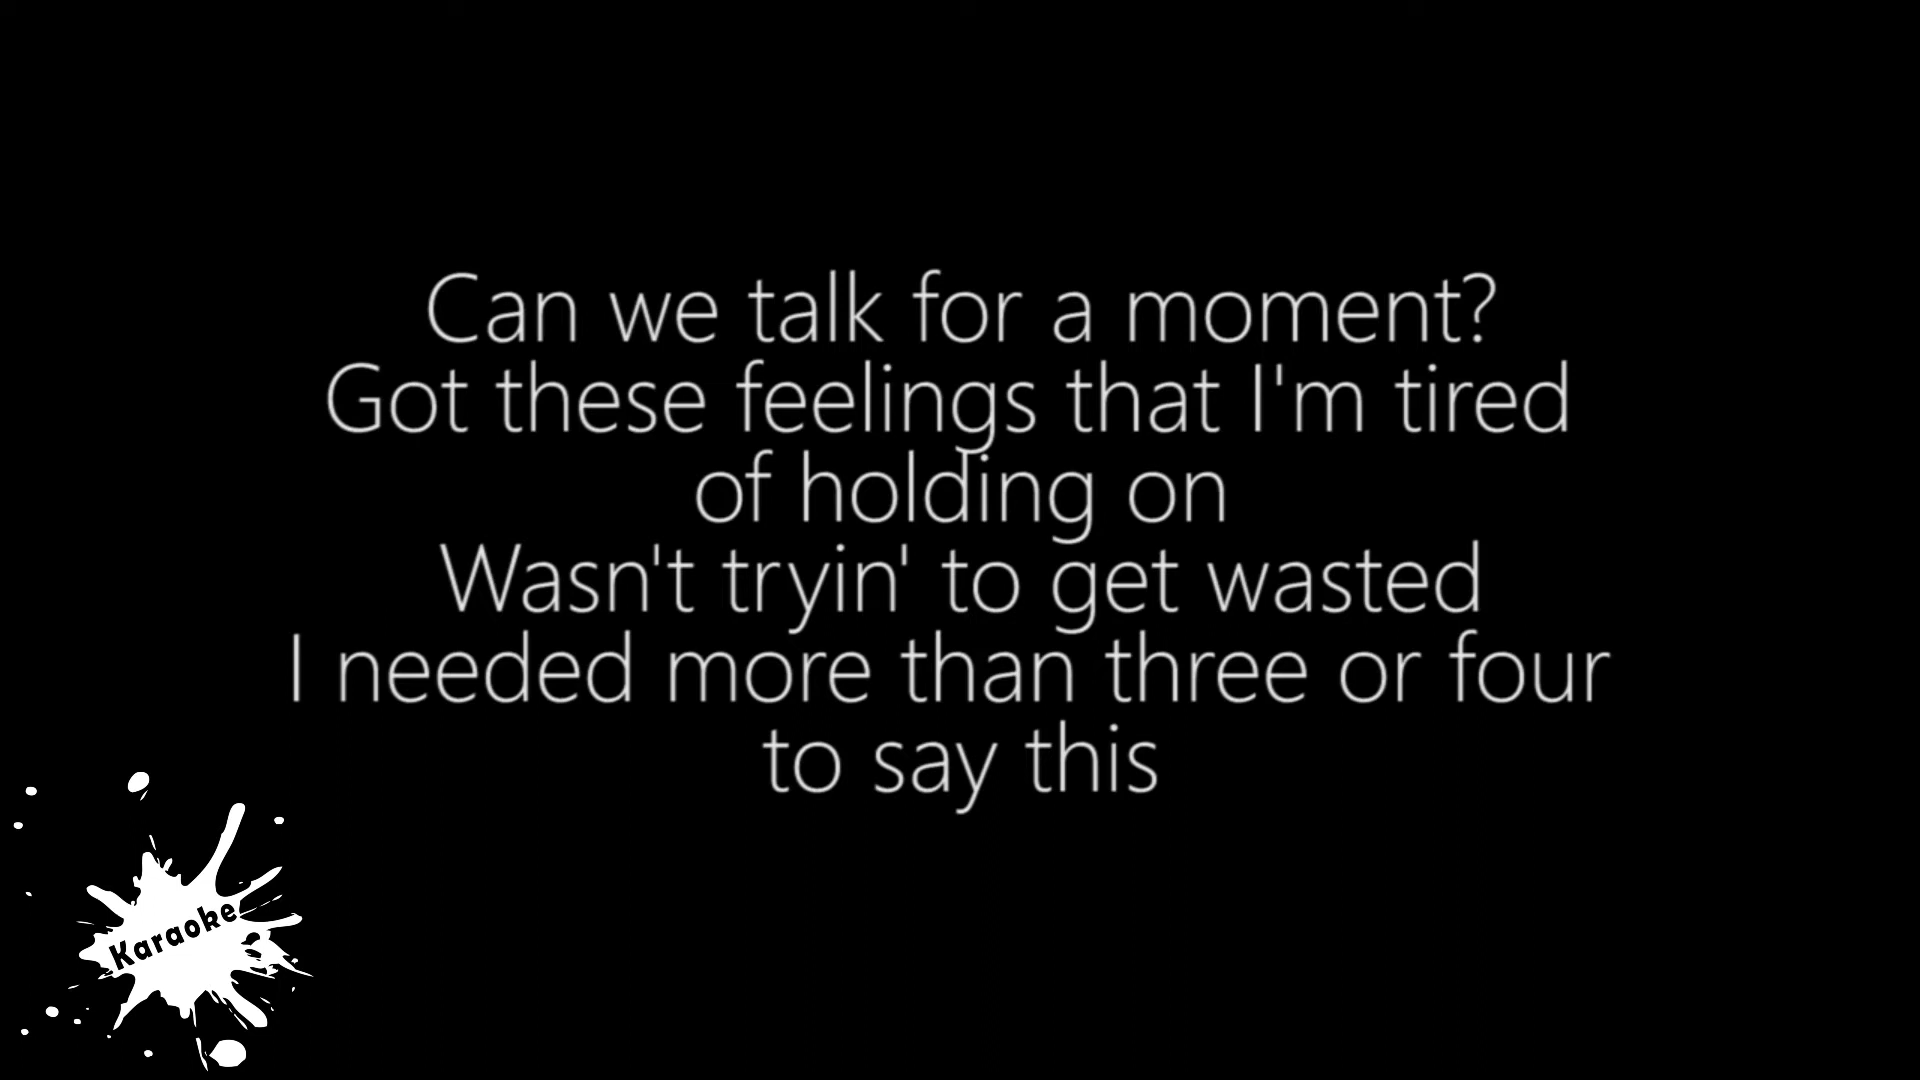 Can we talk for a moment?
Got these feelings that I'm tired
of holding on
Wasn't tryin' to get wasted
I needed more than three or four
to say this
Karaoke